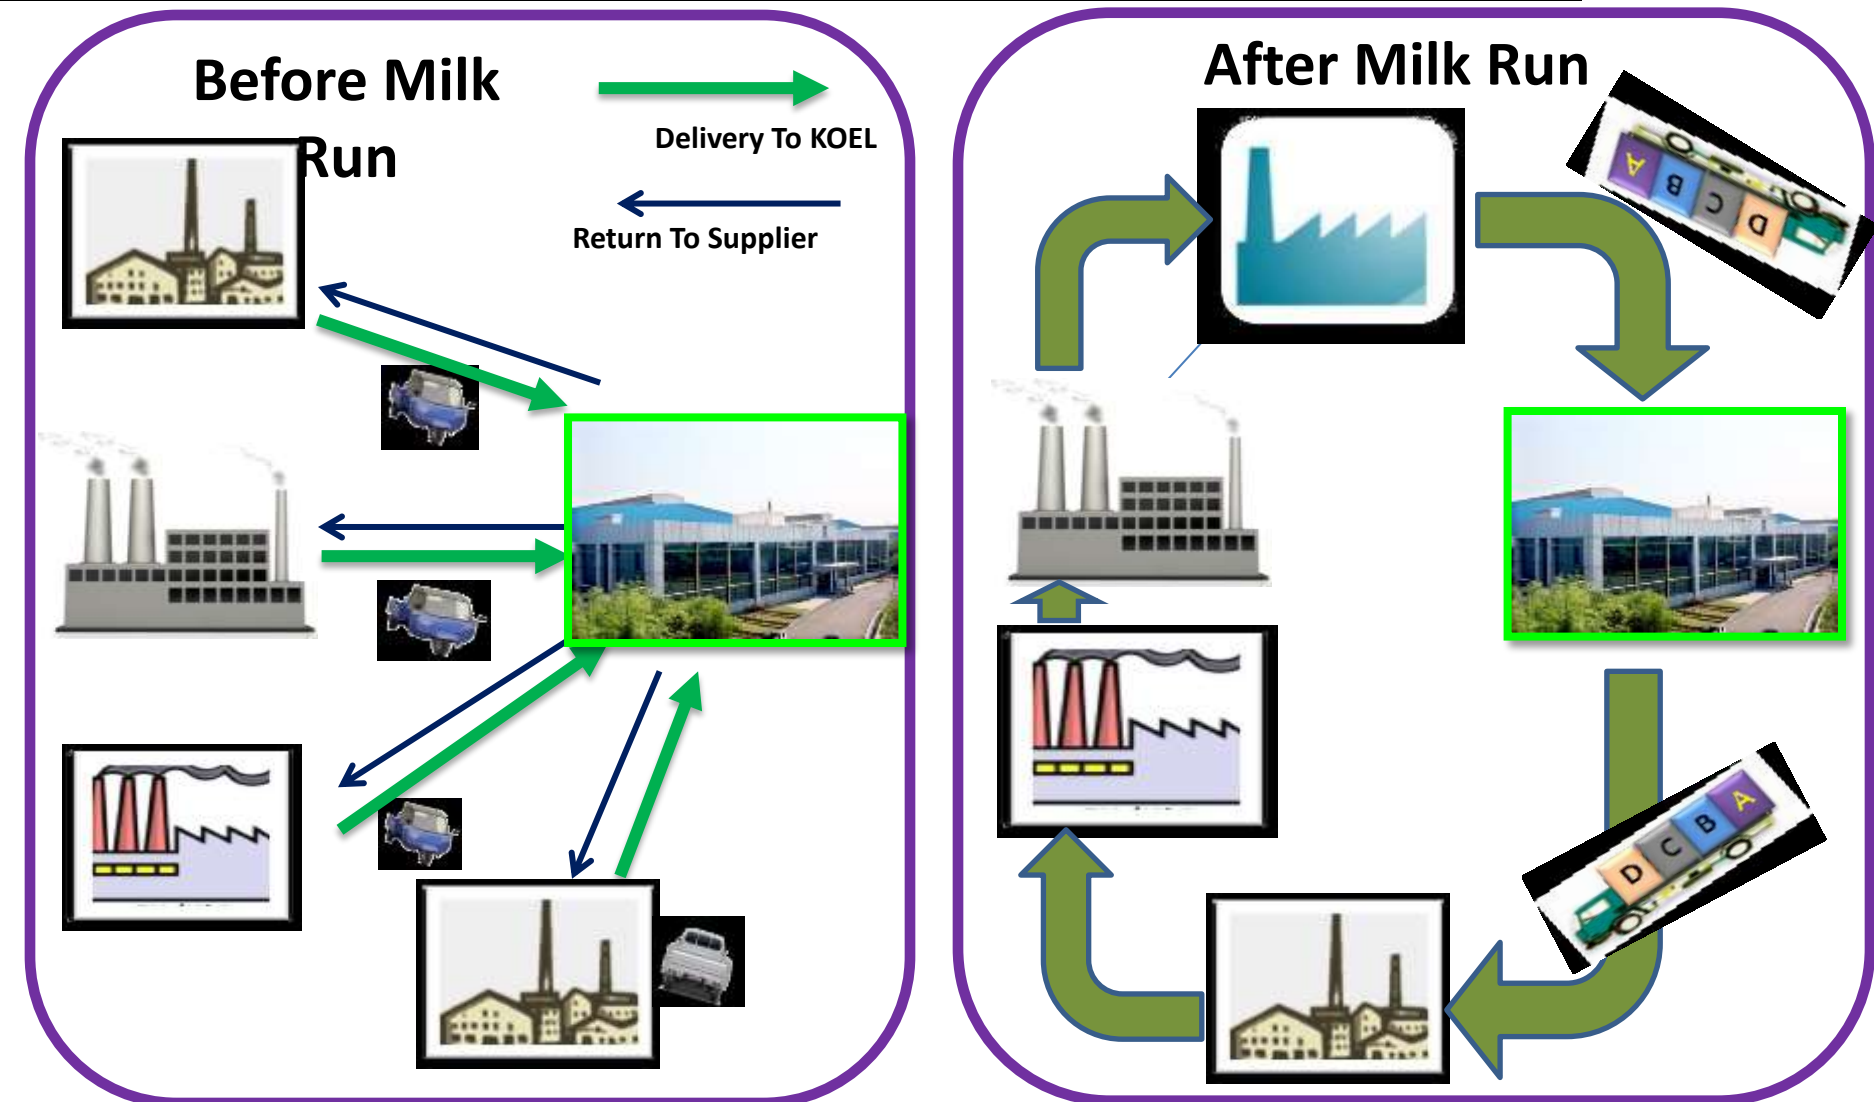 Before Milk
Run
Delivery To KOEL
Return To Supplier
After Milk Run
A B C D
D C B A